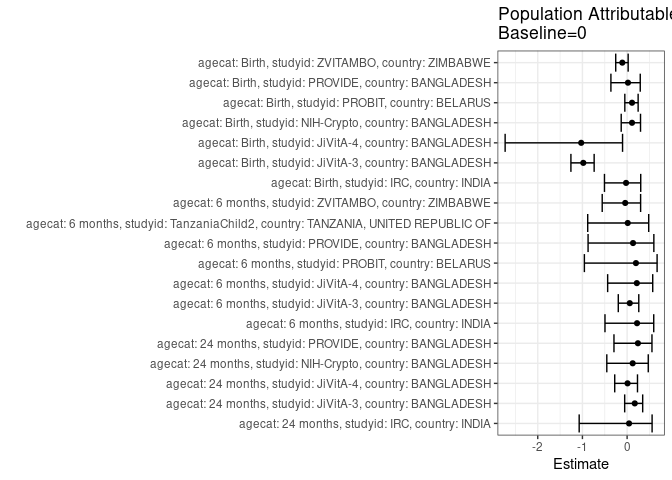 Population Attributable
Baseline=0
agecat: Birth, studyid: ZVITAMBO, country: ZIMBABWE
agecat: Birth, studyid: PROVIDE, country: BANGLADESH
agecat: Birth, studyid: PROBIT, country: BELARUS
agecat: Birth, studyid: NIH-Crypto, country: BANGLADESH
agecat: Birth, studyid: JiVitA-4, country: BANGLADESH
agecat: Birth, studyid: JiVitA-3, country: BANGLADESH
agecat: Birth, studyid: IRC, country: INDIA
agecat: 6 months, studyid: ZVITAMBO, country: ZIMBABWE
agecat: 6 months, studyid: TanzaniaChild2, country: TANZANIA, UNITED REPUBLIC OF
agecat: 6 months, studyid: PROVIDE, country: BANGLADESH
agecat: 6 months, studyid: PROBIT, country: BELARUS
agecat: 6 months, studyid: JiVitA-4, country: BANGLADESH
agecat: 6 months, studyid: JiVitA-3, country: BANGLADESH
agecat: 6 months, studyid: IRC, country: INDIA
agecat: 24 months, studyid: PROVIDE, country: BANGLADESH
agecat: 24 months, studyid: NIH-Crypto, country: BANGLADESH
agecat: 24 months, studyid: JiVitA-4, country: BANGLADESH
agecat: 24 months, studyid: JiVitA-3, country: BANGLADESH
agecat: 24 months, studyid: IRC, country: INDIA
-2 -1 0
Estimate